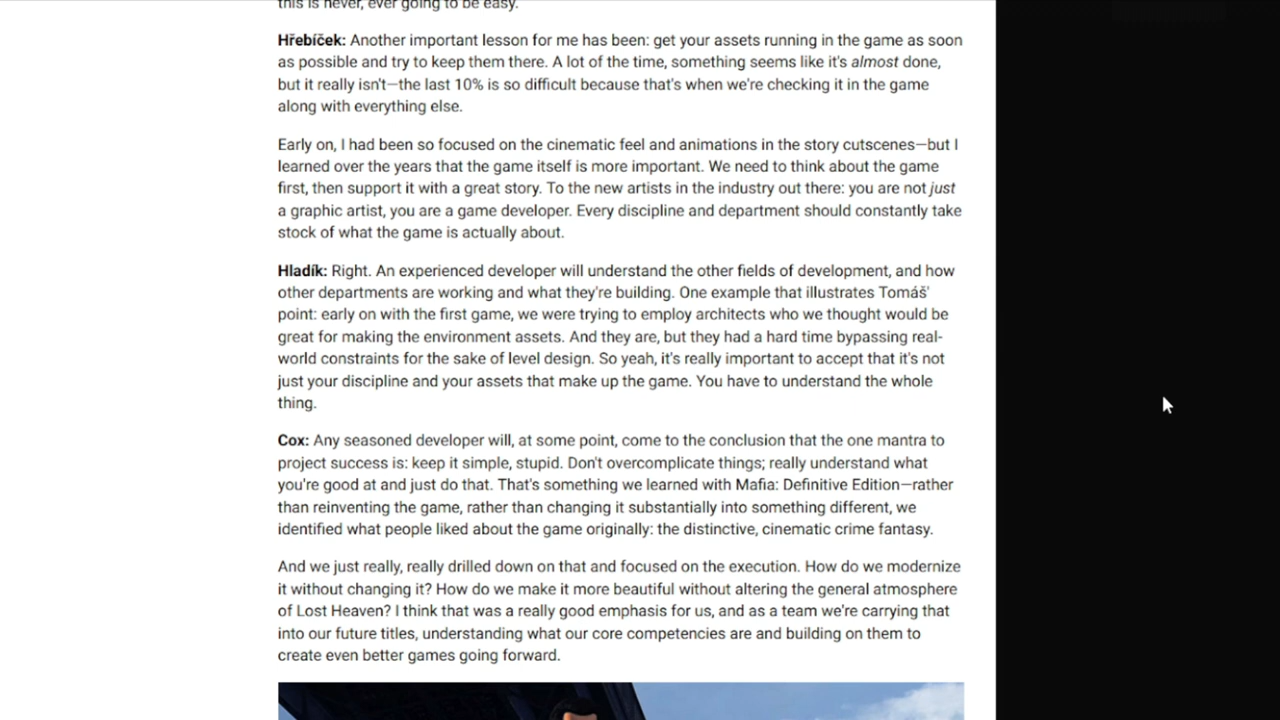 this is never, ever going to be easy.
Hřebíček: Another important lesson for me has been: get your assets running in the game as soon
as possible and try to keep them there. A lot of the time, something seems like it's almost done,
but it really isn't—the last 10% is so difficult because that's when we're checking it in the game
along with everything else.
Early on, I had been so focused on the cinematic feel and animations in the story cutscenes—but I
learned over the years that the game itself is more important. We need to think about the game
first, then support it with a great story. To the new artists in the industry out there: you are not just
a graphic artist, you are a game developer. Every discipline and department should constantly take
stock of what the game is actually about.
Hladík: Right. An experienced developer will understand the other fields of development, and how
other departments are working and what they're building. One example that illustrates Tomáš'
point: early on with the first game, we were trying to employ architects who we thought would be
great for making the environment assets. And they are, but they had a hard time bypassing real-
world constraints for the sake of level design. So yeah, it's really important to accept that it's not
just your discipline and your assets that make up the game. You have to understand the whole
thing.
Cox: Any seasoned developer will, at some point, come to the conclusion that the one mantra to
project success is: keep it simple, stupid. Don't overcomplicate things; really understand what
you're good at and just do that. That's something we learned with Mafia: Definitive Edition—rather
than reinventing the game, rather than changing it substantially into something different, we
identified what people liked about the game originally: the distinctive, cinematic crime fantasy.
And we just really, really drilled down on that and focused on the execution. How do we modernize
it without changing it? How do we make it more beautiful without altering the general atmosphere
of Lost Heaven? I think that was a really good emphasis for us, and as a team we're carrying that
into our future titles, understanding what our core competencies are and building on them to
create even better games going forward.